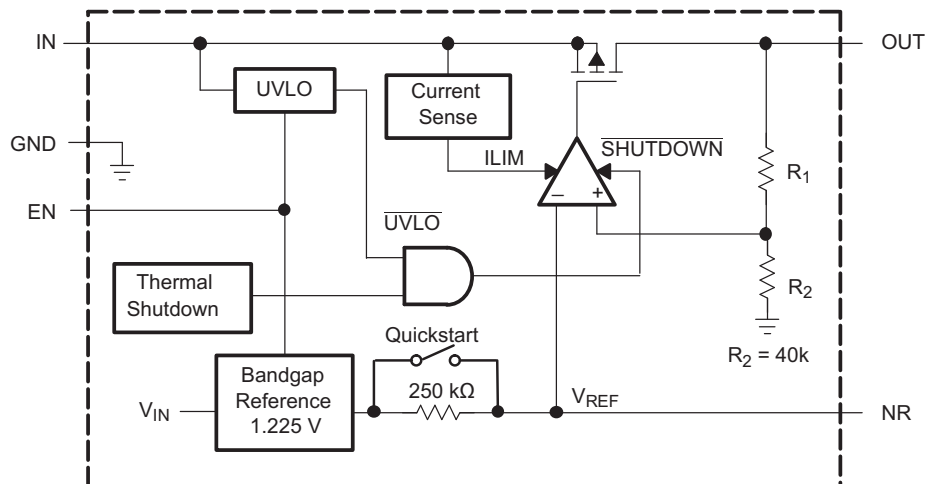 IN
OUT
UVLO
Current
Sense
GND
ILIM
SHUTDOWN
R1
EN
UVLO
Thermal
Shutdown
R2
R2 = 40k
Quickstart
Bandgap
Reference
1.225 V
VIN
250 kΩ
VREF
NR
– +